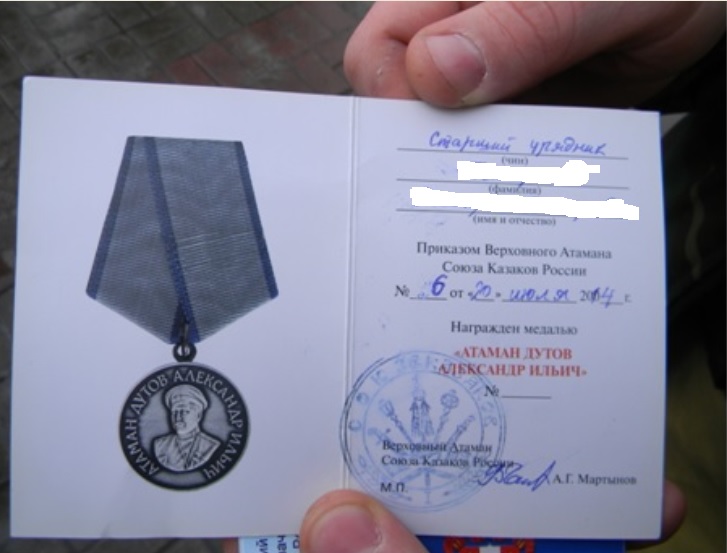 АТАМАН ДУТОВ АЛЕКСАНДР ИЛЬИЧ
Старший урядник
(чин)
(фамилия)
(имя и отчество)
Приказом Верховного Атамана
Союза Казаков России
№ 6 от «20» июля 2014 г.
Награжден медалью
«АТАМАН ДУТОВ
АЛЕКСАНДР ИЛЬИЧ»
№
Верховный Атаман
Союза Казаков России
А.Г. Мартынов
М.П.